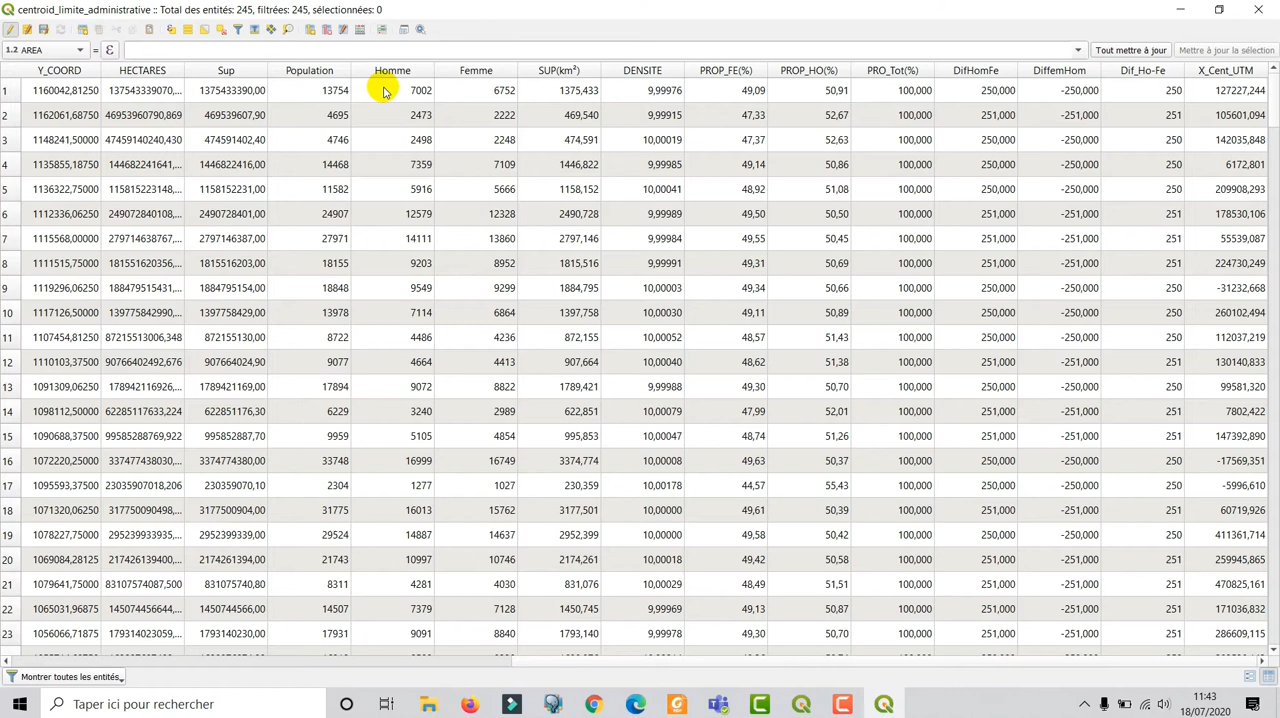 centroid_limite_administrative :: Total des entités: 245, filtrées: 245, sélectionnées: 0
1.2 AREA = ε Tout mettre à jour Mettre à jour la sélection
Y_COORD HECTARES Sup Population Homme Femme SUP(km²) DENSITE PROP_FE(%) PROP_HO(%) PRO_Tot(%) DifHomFe DiffemHom Dif_Ho-Fe X_Cent_UTM
1 1160042,81250 137543339070,... 1375433390,00 13754 7002 6752 1375,433 9,99976 49,09 50,91 100,000 250,000 -250,000 250 127227,244
2 1162061,68750 46953960790,869 469539607,90 4695 2473 2222 469,540 9,99915 47,33 52,67 100,000 251,000 -251,000 251 105601,094
3 1148241,50000 47459140240,430 474591402,40 4746 2498 2248 474,591 10,00019 47,37 52,63 100,000 250,000 -250,000 250 142035,848
4 1135855,18750 144682241641,... 1446822416,00 14468 7359 7109 1446,822 9,99985 49,14 50,86 100,000 250,000 -250,000 250 6172,801
5 1136322,75000 115815223148,... 1158152231,00 11582 5916 5666 1158,152 10,00041 48,92 51,08 100,000 250,000 -250,000 250 209908,293
6 1112336,06250 249072840108,... 2490728401,00 24907 12579 12328 2490,728 9,99989 49,50 50,50 100,000 251,000 -251,000 251 178530,106
7 1115568,00000 279714638767,... 2797146387,00 27971 14111 13860 2797,146 9,99984 49,55 50,45 100,000 251,000 -251,000 251 55539,087
8 1111515,75000 181551620356,... 1815516203,00 18155 9203 8952 1815,516 9,99991 49,31 50,69 100,000 251,000 -251,000 251 224730,249
9 1119296,06250 188479515431,... 1884795154,00 18848 9549 9299 1884,795 10,00003 49,34 50,66 100,000 250,000 -250,000 250 -31232,668
10 1117126,50000 139775842990,... 1397758429,00 13978 7114 6864 1397,758 10,00030 49,11 50,89 100,000 250,000 -250,000 250 260102,494
11 1107454,81250 87215513006,348 872155130,00 8722 4486 4236 872,155 10,00052 48,57 51,43 100,000 250,000 -250,000 250 112037,219
12 1110103,37500 90766402492,676 907664024,90 9077 4664 4413 907,664 10,00040 48,62 51,38 100,000 251,000 -251,000 251 130140,833
13 1091309,06250 178942116926,... 1789421169,00 17894 9072 8822 1789,421 9,99988 49,30 50,70 100,000 250,000 -250,000 250 99581,320
14 1098112,50000 62285117633,224 622851176,30 6229 3240 2989 622,851 10,00079 47,99 52,01 100,000 251,000 -251,000 251 7802,422
15 1090688,37500 99585288769,922 995852887,70 9959 5105 4854 995,853 10,00047 48,74 51,26 100,000 251,000 -251,000 251 147392,890
16 1072220,25000 337477438030,... 3374774380,00 33748 16999 16749 3374,774 10,00008 49,63 50,37 100,000 250,000 -250,000 250 -17569,351
17 1095593,37500 23035907018,206 230359070,10 2304 1277 1027 230,359 10,00178 44,57 55,43 100,000 250,000 -250,000 250 -5996,610
18 1071320,06250 317750090498,... 3177500904,00 31775 16013 15762 3177,501 10,00000 49,61 50,39 100,000 251,000 -251,000 251 60719,926
19 1078227,75000 295239933935,... 2952399339,00 29524 14887 14637 2952,399 10,00000 49,58 50,42 100,000 250,000 -250,000 250 411361,714
20 1069084,28125 217426139400,... 2174261394,00 21743 10997 10746 2174,261 10,00018 49,42 50,58 100,000 251,000 -251,000 251 259945,865
21 1079641,75000 83107574087,500 831075740,80 8311 4281 4030 831,076 10,00029 48,49 51,51 100,000 251,000 -251,000 251 470825,161
22 1065031,96875 145074456644,... 1450744566,00 14507 7379 7128 1450,745 9,99969 49,13 50,87 100,000 251,000 -251,000 251 171036,832
23 1056066,71875 179314023059,... 1793140230,00 17931 9091 8840 1793,140 9,99978 49,30 50,70 100,000 251,000 -251,000 251 286609,115
Montrer toutes les entités
Taper ici pour rechercher
11:43
18/07/2020